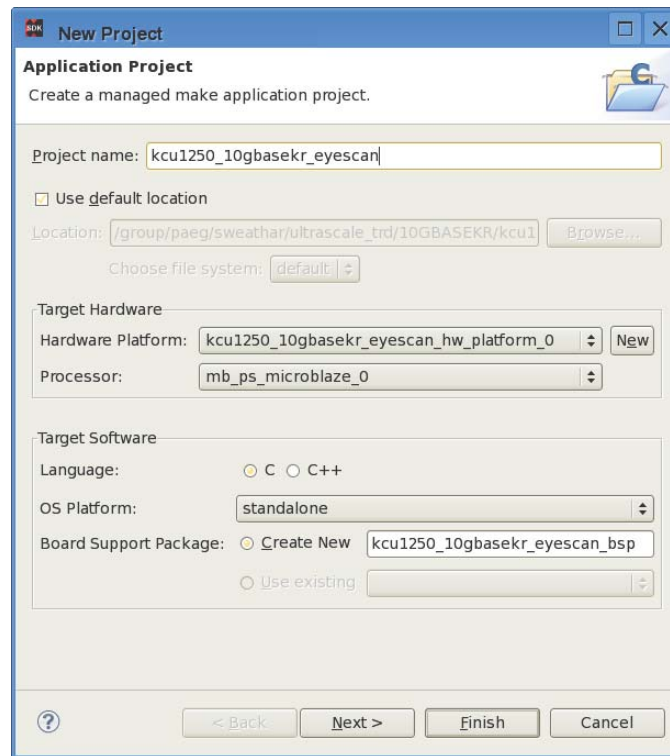 SDK New Project
Application Project
Create a managed make application project.
C
Project name: kcu1250_10gbasekr_eyescan
Use default location
Location: /group/paeg/sweathar/ultrascale_trd/10GBASEKR/kcu1 Browse...
Choose file system: default
Target Hardware
Hardware Platform: kcu1250_10gbasekr_eyescan_hw_platform_0 New
Processor: mb_ps_microblaze_0
Target Software
Language: C C++
OS Platform: standalone
Board Support Package: Create New kcu1250_10gbasekr_eyescan_bsp
Use existing
? < Back Next > Finish Cancel